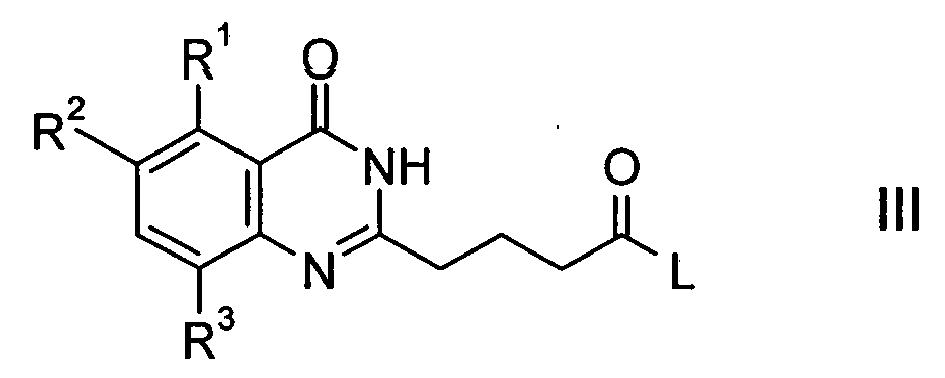 R¹
O
R²
NH
O
III
N
L
R³